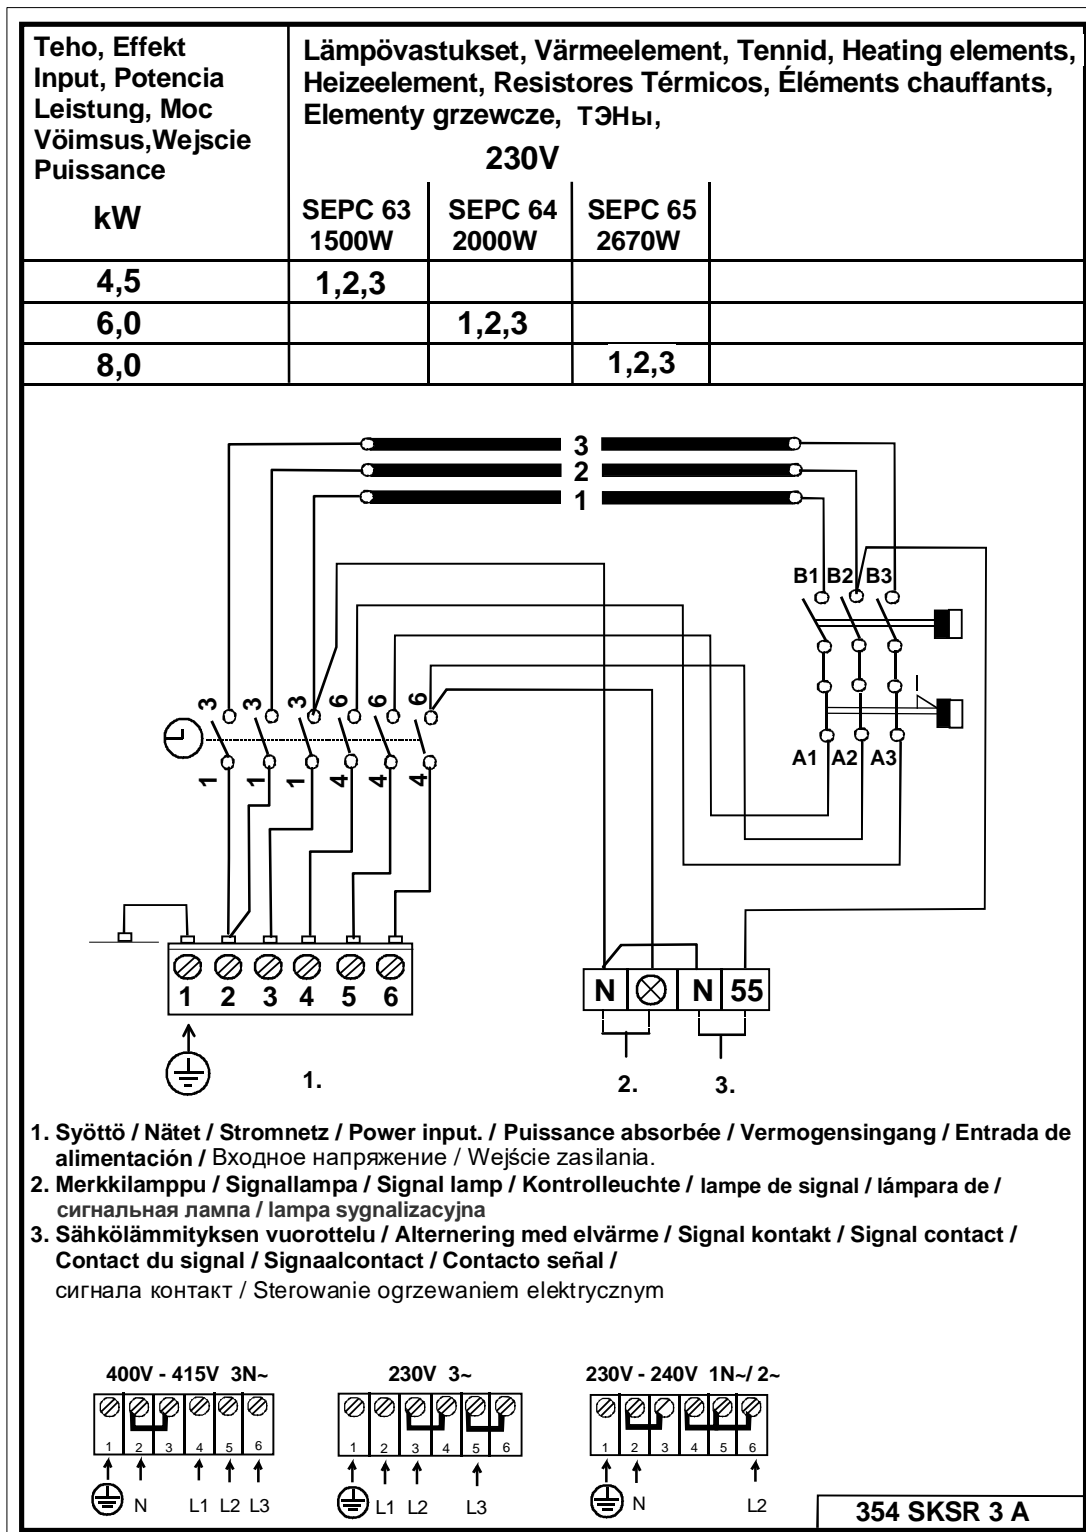 Teho, Effekt
Input, Potencia
Leistung, Moc
Vöimsus,Wejscie
Puissance
kW
Lämpövastukset, Värmeelement, Tennid, Heating elements,
Heizeelement, Resistores Térmicos, Éléments chauffants,
Elementy grzewcze, ТЭНы,
230V
SEPC 63 SEPC 64 SEPC 65
1500W 2000W 2670W
4,5 1,2,3
6,0 1,2,3
8,0 1,2,3
3
2
1
B1 B2 B3
3 3 3 6 6 6
1 1 1 4 4 4
A1 A2 A3
1 2 3 4 5 6
N N 55
1. 2. 3.
1. Syöttö / Nätet / Stromnetz / Power input. / Puissance absorbée / Vermogensingang / Entrada de
alimentación / Входное напряжение / Wejście zasilania.
2. Merkkilamppu / Signallampa / Signal lamp / Kontrolleuchte / lampe de signal / lámpara de /
сигнальная лампа / lampa sygnalizacyjna
3. Sähkölämmityksen vuorottelu / Alternering med elvärme / Signal kontakt / Signal contact /
Contact du signal / Signaalcontact / Contacto señal /
сигнала контакт / Sterowanie ogrzewaniem elektrycznym
400V - 415V 3N~
1 2 3 4 5 6
N L1 L2 L3
230V 3~
1 2 3 4 5 6
L1 L2 L3
230V - 240V 1N~/ 2~
1 2 3 4 5 6
N L2
354 SKSR 3 A